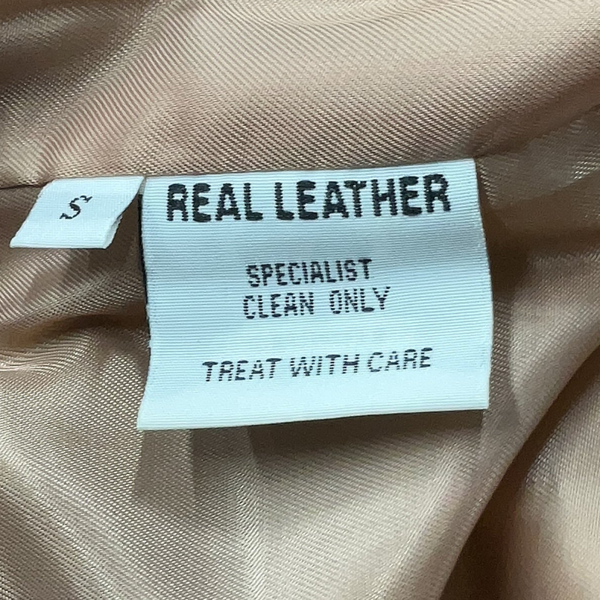 S
REAL LEATHER
SPECIALIST
CLEAN ONLY
TREAT WITH CARE